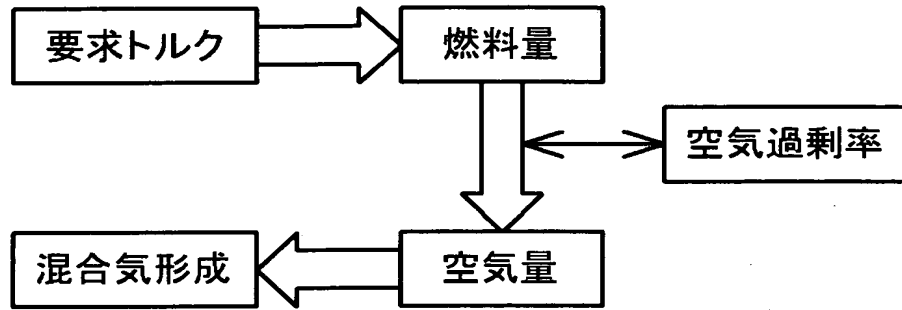 要求トルク
燃料量
空気過剰率
空気量
混合気形成